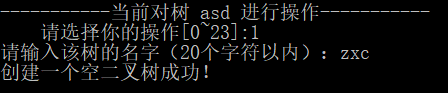 -----------当前对树 asd 进行操作-----------
请选择你的操作[0~23]:1
请输入该树的名字（20个字符以内）：zxc
创建一个空二叉树成功！